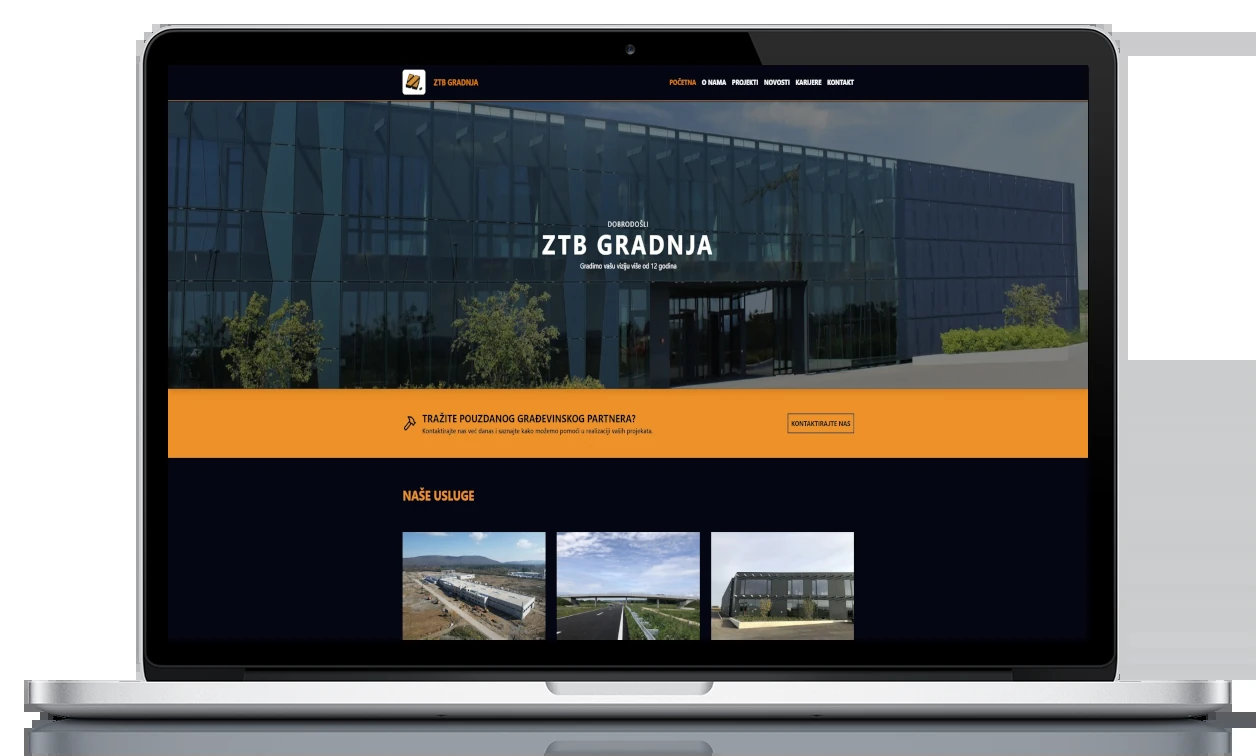 ZTB GRADNJA
POČETNA O NAMA PROJEKTI NOVOSTI KARIJERE KONTAKT
DOBRODOŠLI
ZTB GRADNJA
Gradimo vašu viziju više od 12 godina
TRAŽITE POUZDANOG GRAĐEVINSKOG PARTNERA?
Kontaktirajte nas već danas i saznajte kako možemo pomoći u realizaciji vaših projekata.
KONTAKTIRAJTE NAS
NAŠE USLUGE